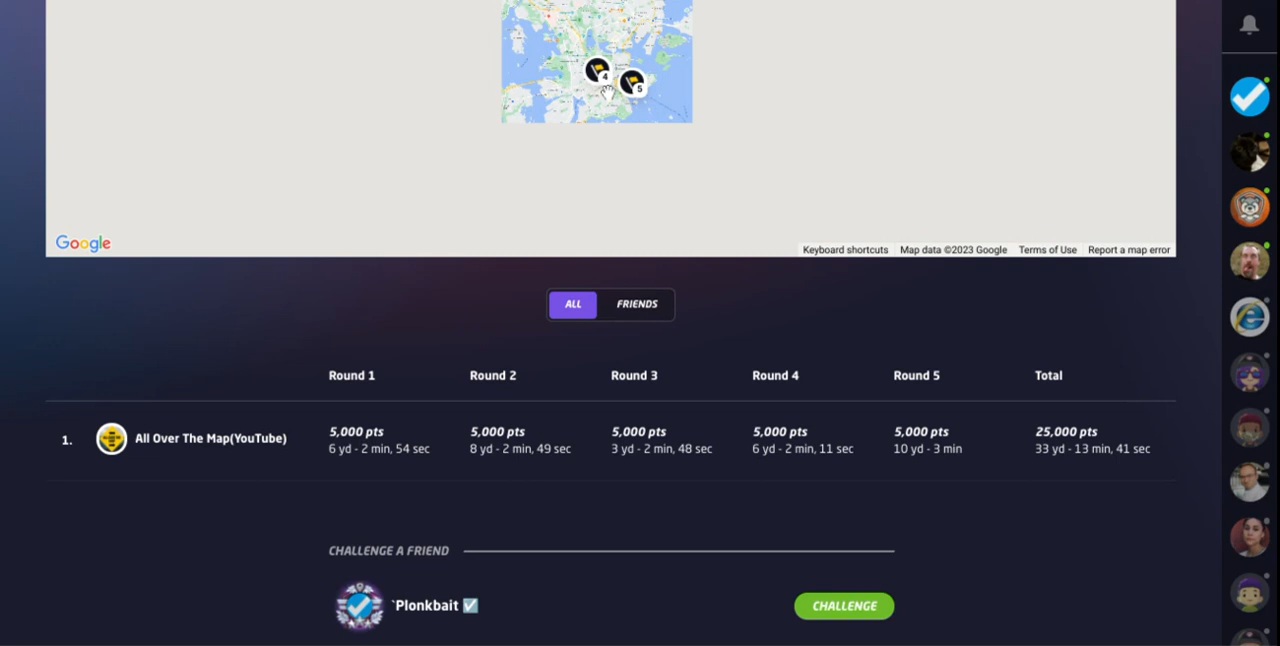 4
5
Google
Keyboard shortcuts Map data ©2023 Google Terms of Use Report a map error
ALL FRIENDS
Round 1 Round 2 Round 3 Round 4 Round 5 Total
1. All Over The Map(YouTube)
5,000 pts 5,000 pts 5,000 pts 5,000 pts 5,000 pts 25,000 pts
6 yd - 2 min, 54 sec 8 yd - 2 min, 49 sec 3 yd - 2 min, 48 sec 6 yd - 2 min, 11 sec 10 yd - 3 min 33 yd - 13 min, 41 sec
CHALLENGE A FRIEND
`Plonkbait ☑️ CHALLENGE